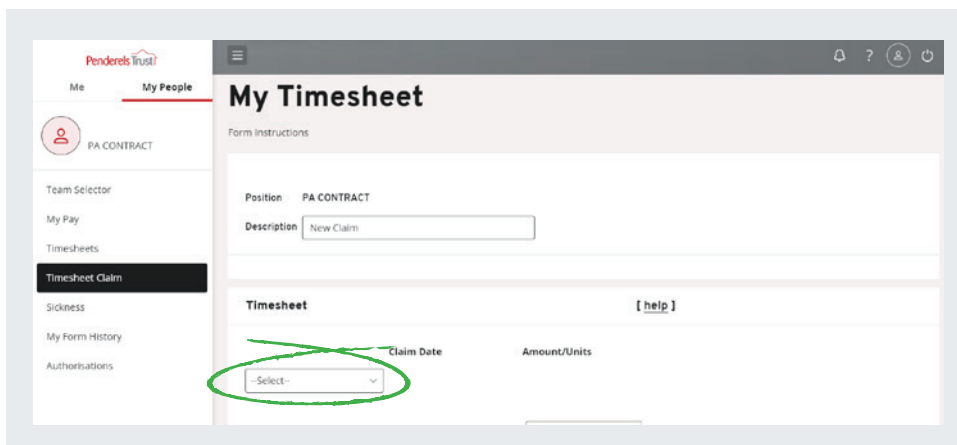 Penderels Trust
?
Me My People
My Timesheet
Form Instructions
PA CONTRACT
Team Selector
My Pay
Timesheets
Timesheet Claim
Sickness
My Form History
Authorisations
Position PA CONTRACT
Description New Claim
Timesheet [ help ]
Claim Date Amount/Units
--Select--